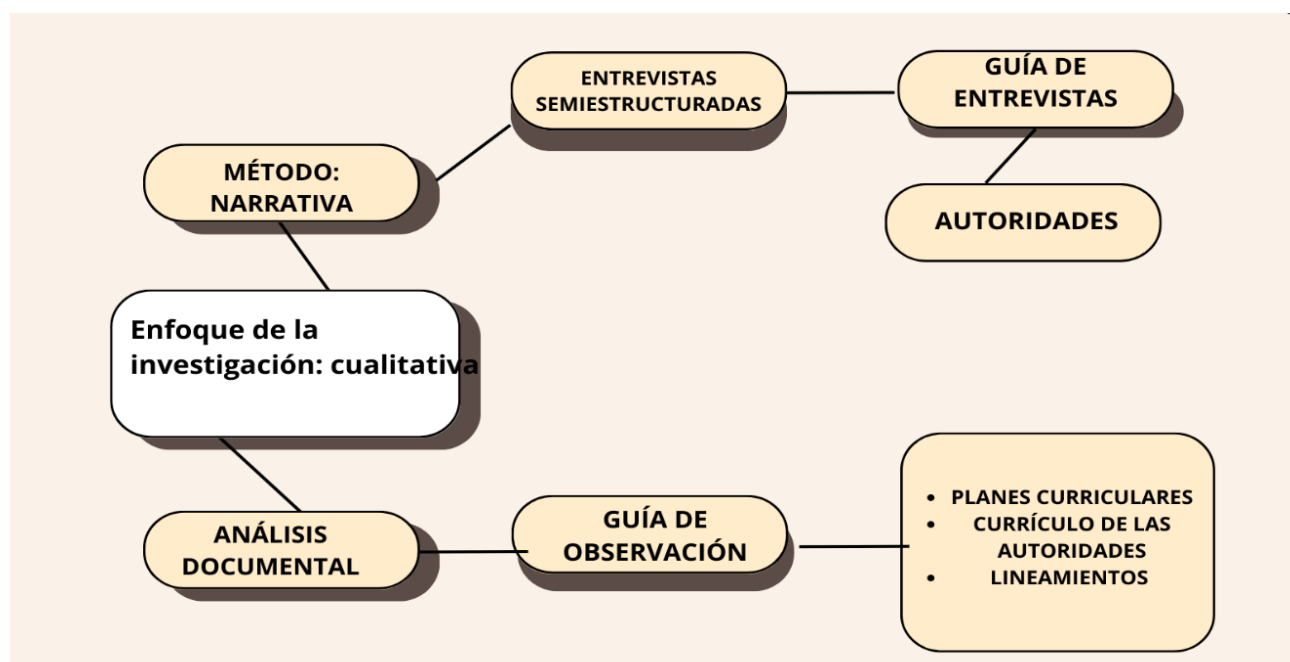 ENTREVISTAS
SEMIESTRUCTURADAS
GUÍA DE
ENTREVISTAS
MÉTODO:
NARRATIVA
AUTORIDADES
Enfoque de la
investigación: cualitativa
ANÁLISIS
DOCUMENTAL
GUÍA DE
OBSERVACIÓN
• PLANES CURRICULARES
• CURRÍCULO DE LAS
AUTORIDADES
• LINEAMIENTOS